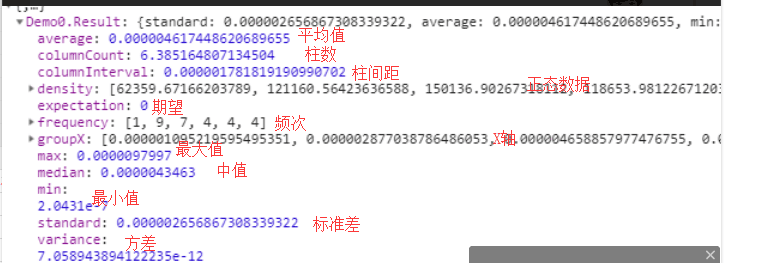 [,…]
▼Demo0.Result: {standard: 0.000002656867308339322, average: 0.000004617448620689655, min:
average: 0.000004617448620689655 平均值
columnCount: 6.385164807134504 柱数
columnInterval: 0.000001781819190990702 柱间距
▶density: [62359.67166203789, 121160.56423636588, 150136.90267318112, 118653.98122671203 正态数据
expectation: 0 期望
▶frequency: [1, 9, 7, 4, 4, 4] 频次
▶groupX: [0.000001095219595495351, 0.000002877038786486053, 0.000004658857977476755, 0.0 X轴
max: 0.0000097997 最大值
median: 0.0000043463 中值
min: 最小值
2.0431e-7
standard: 0.000002656867308339322 标准差
variance: 方差
7.058943894122235e-12